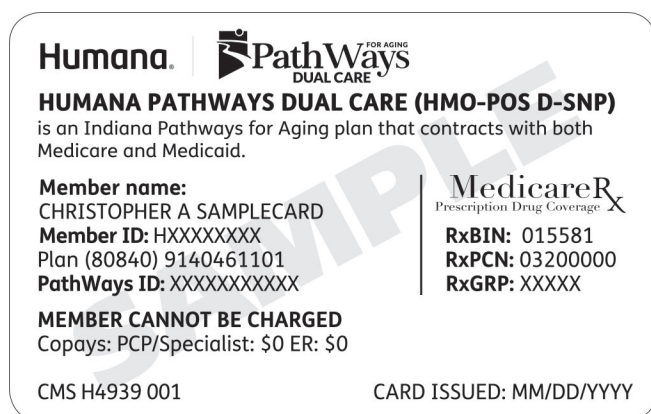 Humana.
FOR AGING
PathWays
DUAL CARE
HUMANA PATHWAYS DUAL CARE (HMO-POS D-SNP)
is an Indiana Pathways for Aging plan that contracts with both
Medicare and Medicaid.
Member name:
CHRISTOPHER A SAMPLECARD
Member ID: HXXXXXXXX
Plan (80840) 9140461101
PathWays ID: XXXXXXXXXXX
MedicareRx
Prescription Drug Coverage
RxBIN: 015581
RxPCN: 03200000
RxGRP: XXXXX
MEMBER CANNOT BE CHARGED
Copays: PCP/Specialist: $0 ER: $0
CMS H4939 001
CARD ISSUED: MM/DD/YYYY
SAMPLE